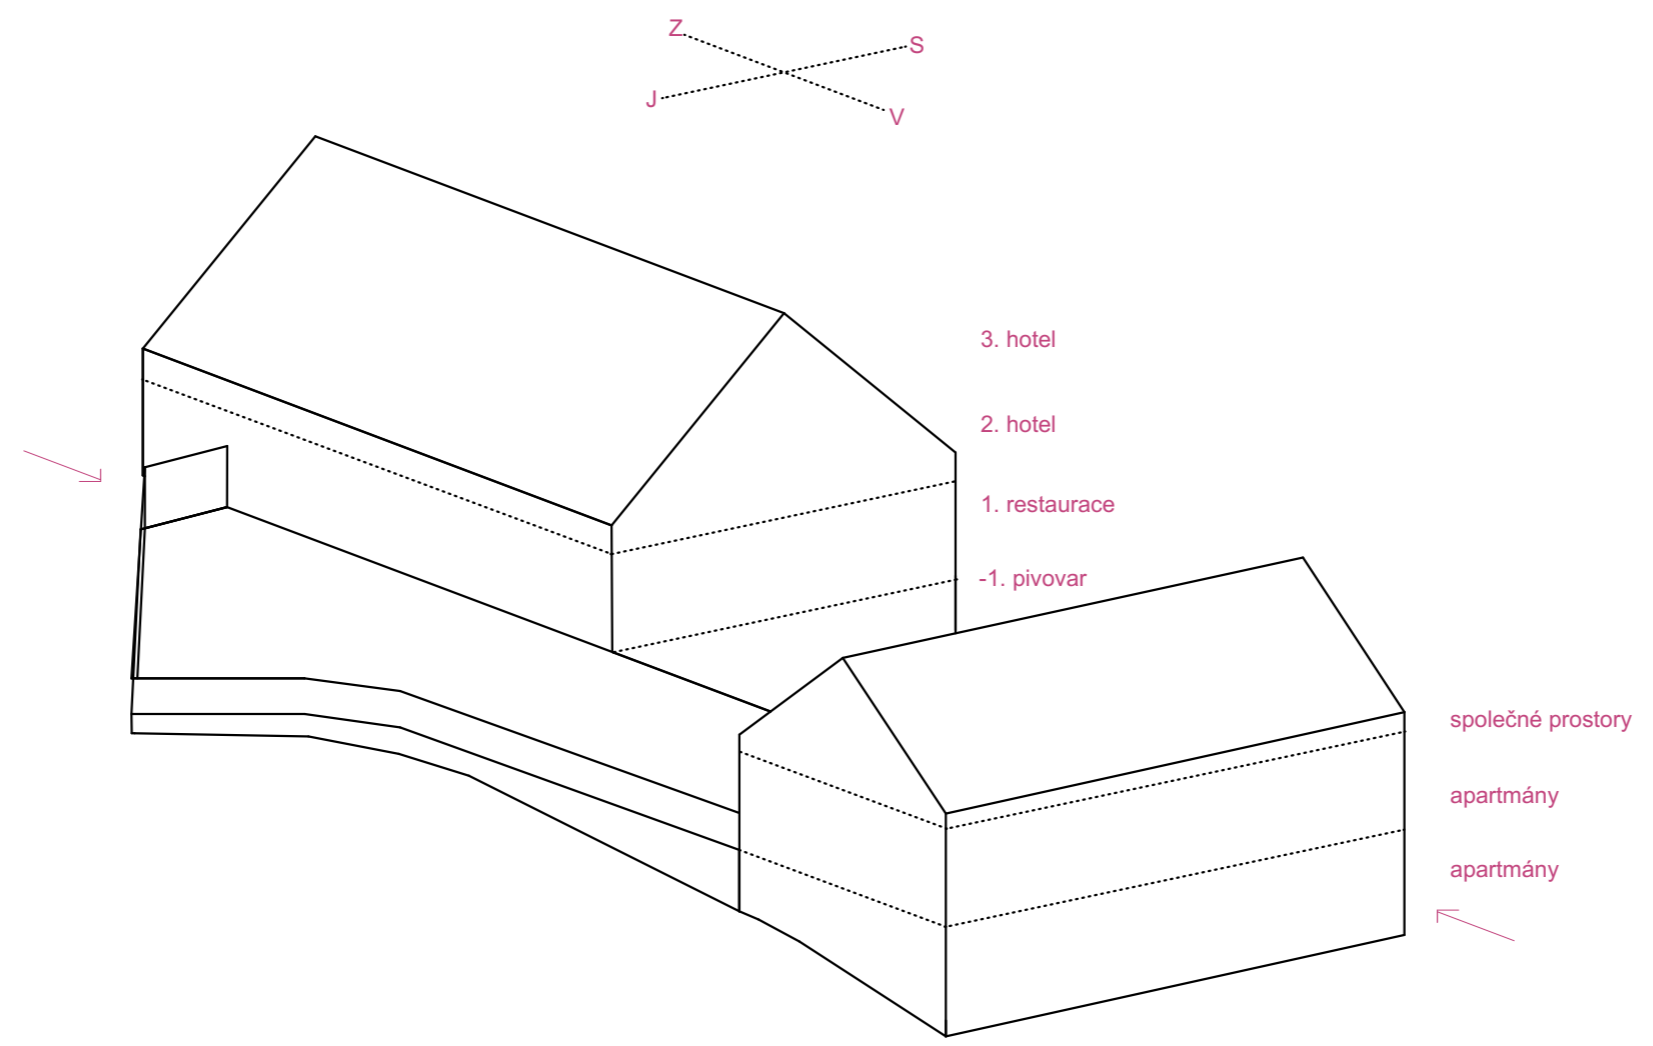 Z
S
J
V
3. hotel
2. hotel
1. restaurace
-1. pivovar
společné prostory
apartmány
apartmány